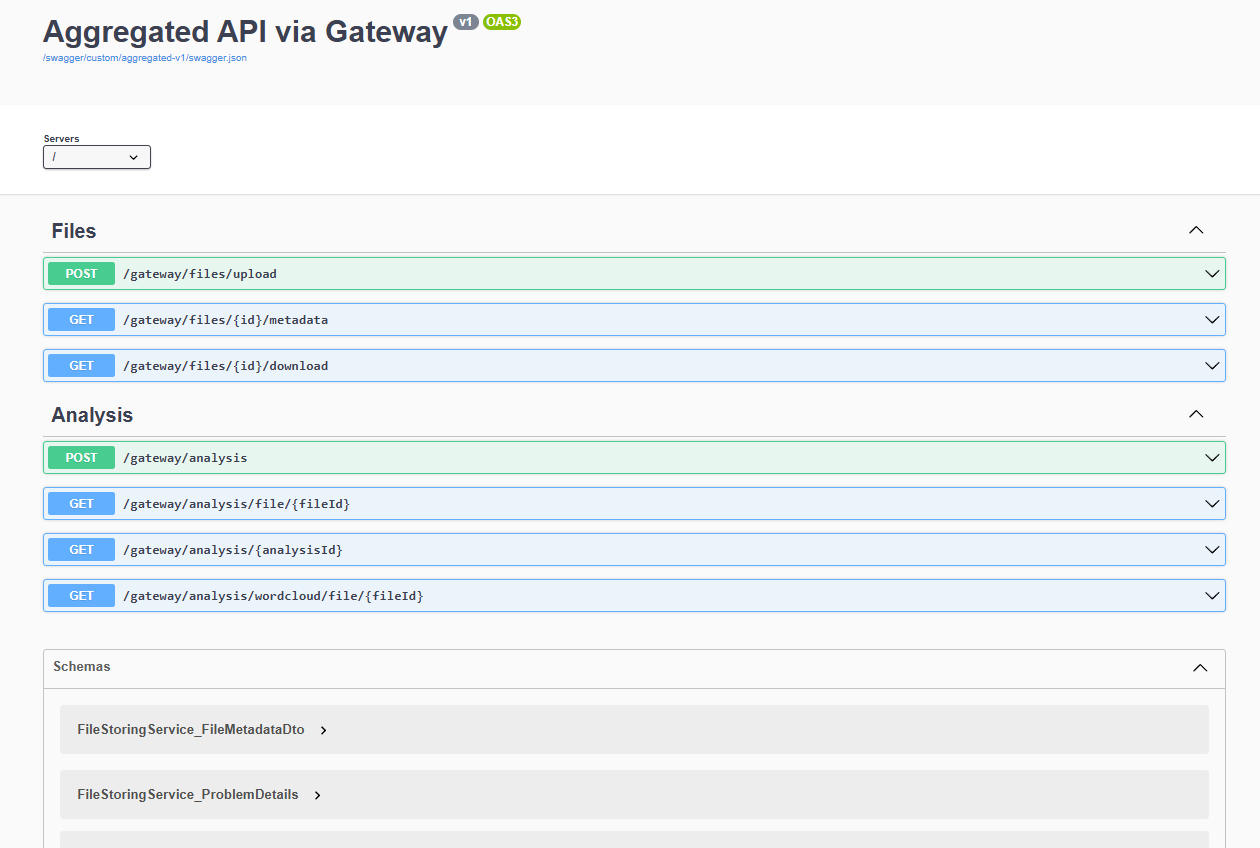 Aggregated API via Gateway v1 OAS3
/swagger/custom/aggregated-v1/swagger.json
Servers
/
Files
POST /gateway/files/upload
GET /gateway/files/{id}/metadata
GET /gateway/files/{id}/download
Analysis
POST /gateway/analysis
GET /gateway/analysis/file/{fileId}
GET /gateway/analysis/{analysisId}
GET /gateway/analysis/wordcloud/file/{fileId}
Schemas
FileStoringService_FileMetadataDto
FileStoringService_ProblemDetails